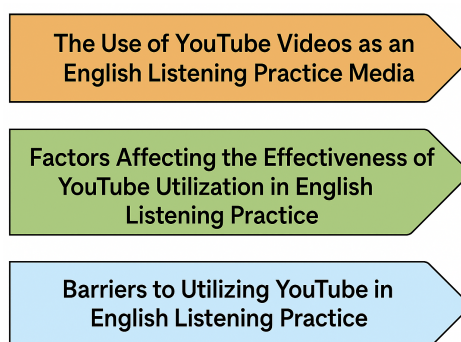 The Use of YouTube Videos as an
English Listening Practice Media
Factors Affecting the Effectiveness of
YouTube Utilization in English
Listening Practice
Barriers to Utilizing YouTube in
English Listening Practice